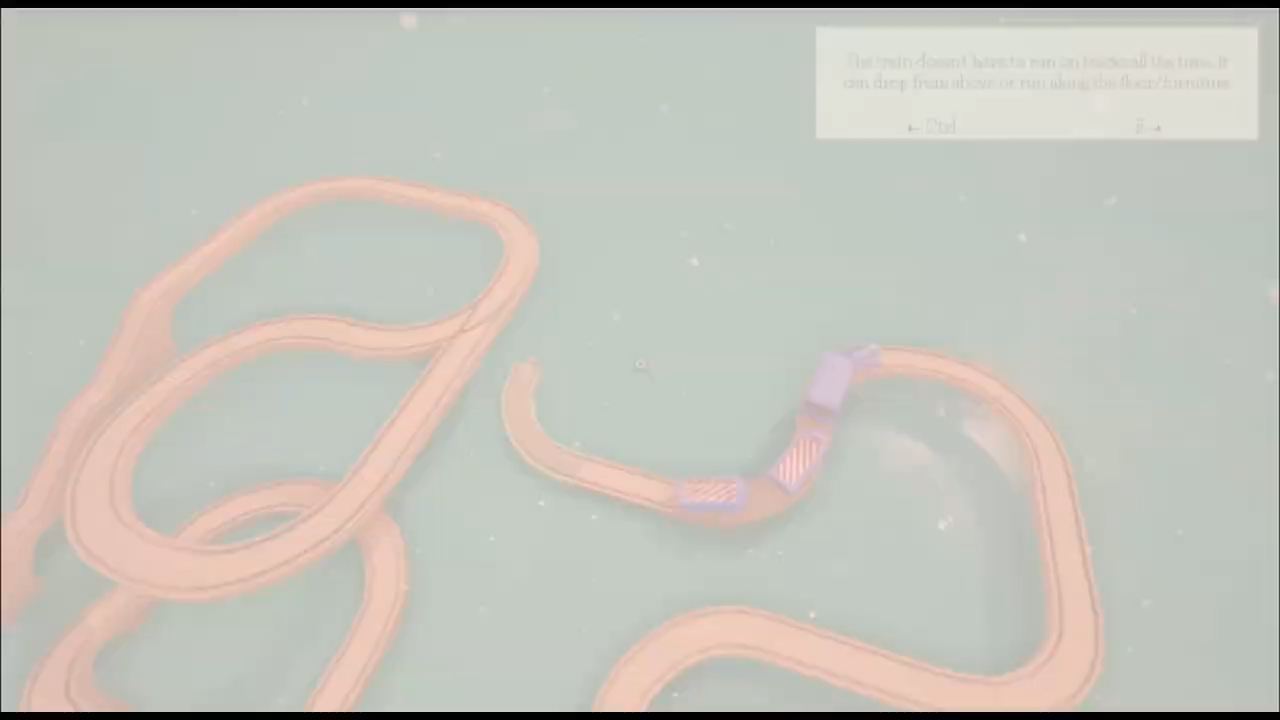 The train doesn't have to run on tracks all the time, it
can drop from above or run along the floor/furniture